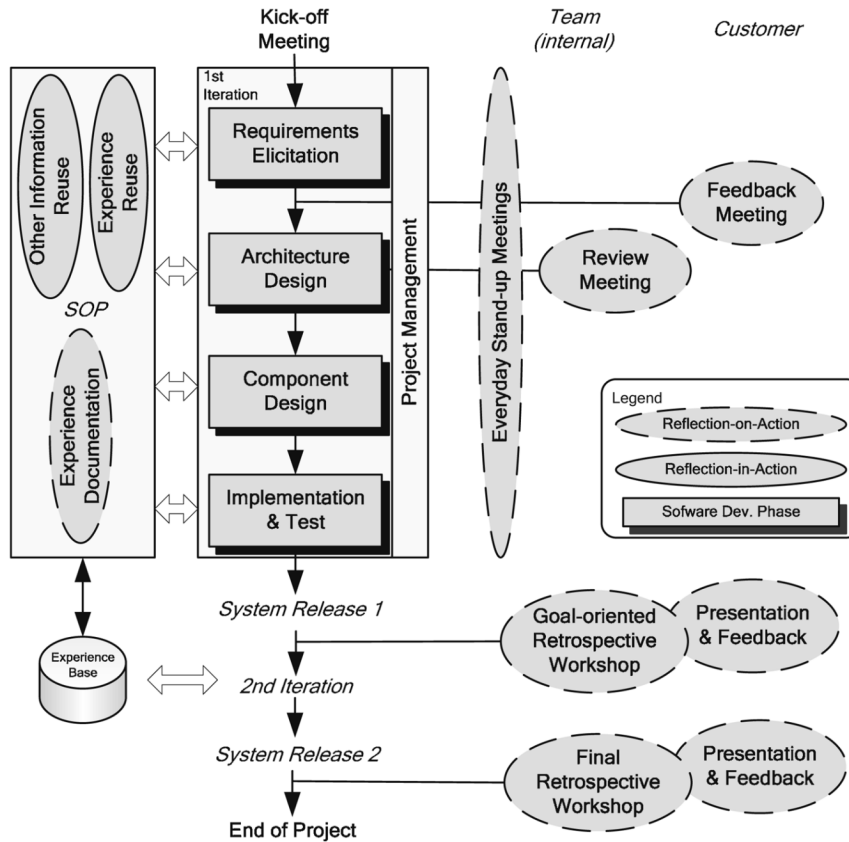 Kick-off
Meeting
Team
(internal)
Customer
1st
Iteration
Other Information
Reuse
Experience
Reuse
SOP
Experience
Documentation
Requirements
Elicitation
Architecture
Design
Component
Design
Implementation
& Test
Project Management
Everyday Stand-up Meetings
Feedback
Meeting
Review
Meeting
Legend
Reflection-on-Action
Reflection-in-Action
Sofware Dev. Phase
System Release 1
Goal-oriented
Retrospective
Workshop
Presentation
& Feedback
Experience
Base
2nd Iteration
System Release 2
Final
Retrospective
Workshop
Presentation
& Feedback
End of Project